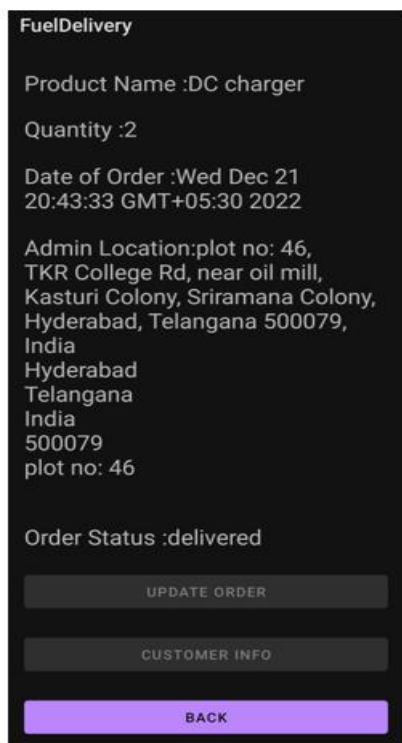 FuelDelivery
Product Name :DC charger
Quantity :2
Date of Order :Wed Dec 21
20:43:33 GMT+05:30 2022
Admin Location:plot no: 46,
TKR College Rd, near oil mill,
Kasturi Colony, Sriramana Colony,
Hyderabad, Telangana 500079,
India
Hyderabad
Telangana
India
500079
plot no: 46
Order Status :delivered
UPDATE ORDER
CUSTOMER INFO
BACK